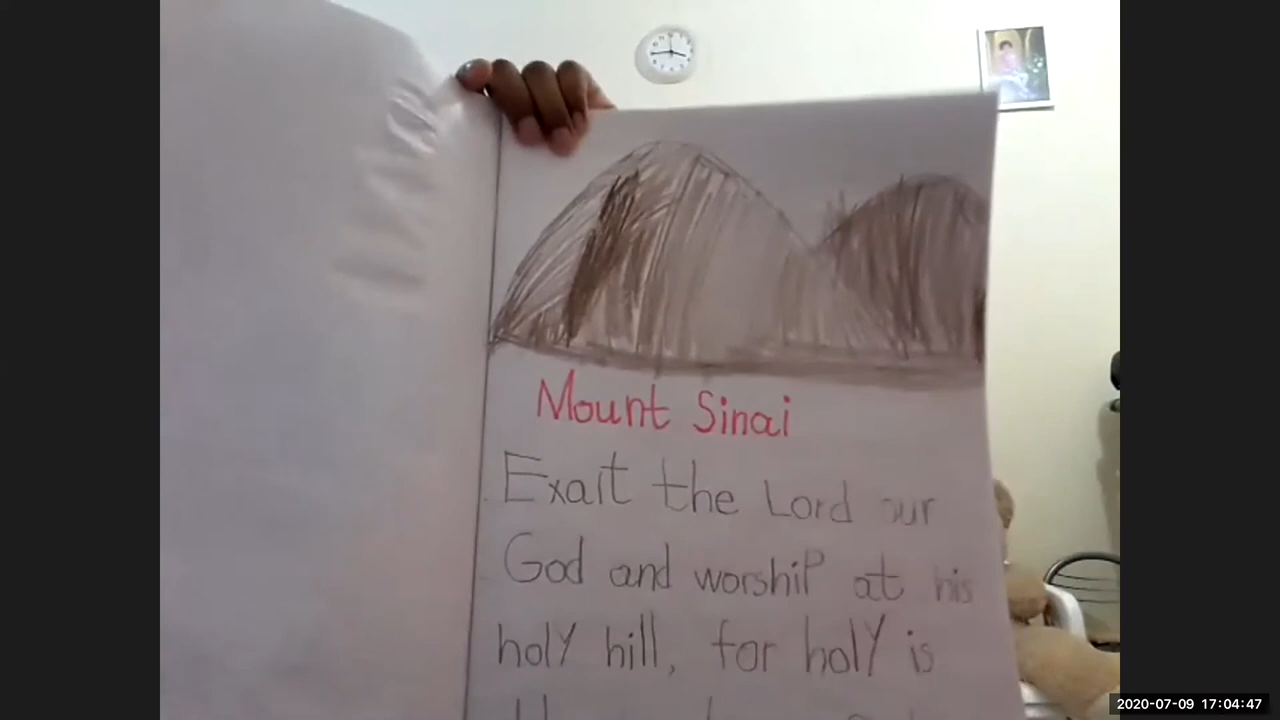 Mount Sinai
Exalt the Lord our
God and worship at his
holy hill, for holy is
2020-07-09 17:04:47